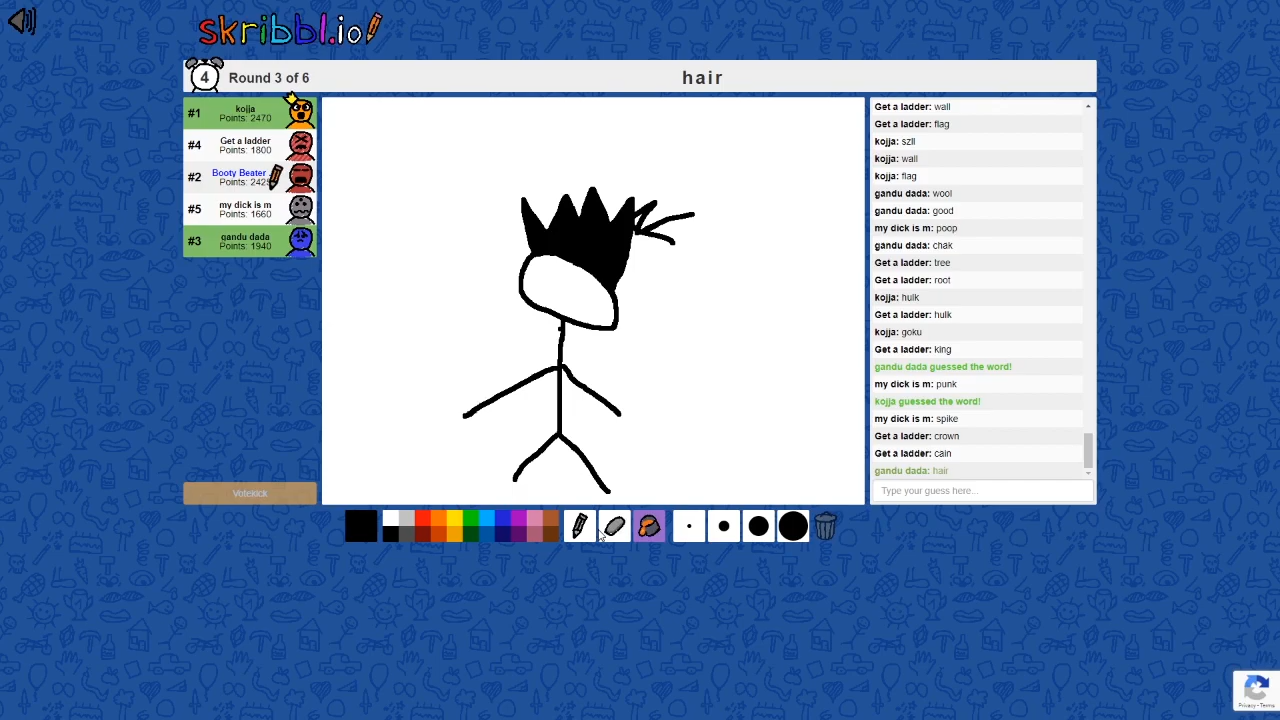 skribbl.io
4
Round 3 of 6
hair
#1
kojja
Points: 2470
#4
Get a ladder
Points: 1800
#2
Booty Beater
Points: 2425
#5
my dick is m
Points: 1660
#3
gandu dada
Points: 1940
Votekick
Get a ladder: wall
Get a ladder: flag
kojja: szll
kojja: wall
kojja: flag
gandu dada: wool
gandu dada: good
my dick is m: poop
gandu dada: chak
Get a ladder: tree
Get a ladder: root
kojja: hulk
Get a ladder: hulk
kojja: goku
Get a ladder: king
gandu dada guessed the word!
my dick is m: punk
kojja guessed the word!
my dick is m: spike
Get a ladder: crown
Get a ladder: cain
gandu dada: hair
Type your guess here...
Privacy - Terms